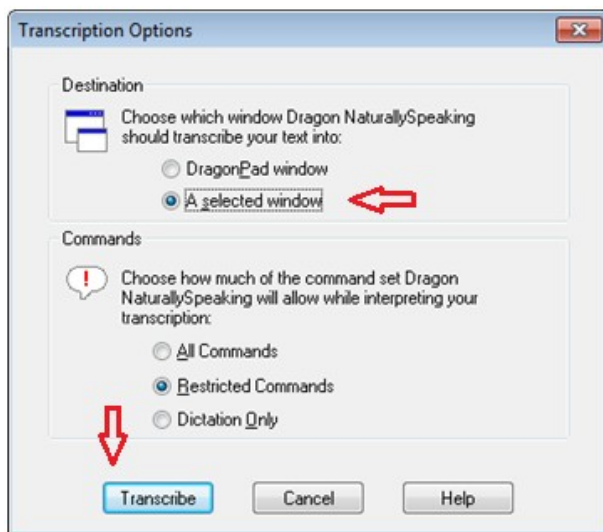 Transcription Options
Destination
Choose which window Dragon NaturallySpeaking
should transcribe your text into:
DragonPad window
A selected window
Commands
!
Choose how much of the command set Dragon
NaturallySpeaking will allow while interpreting your
transcription:
All Commands
Restricted Commands
Dictation Only
Transcribe Cancel Help